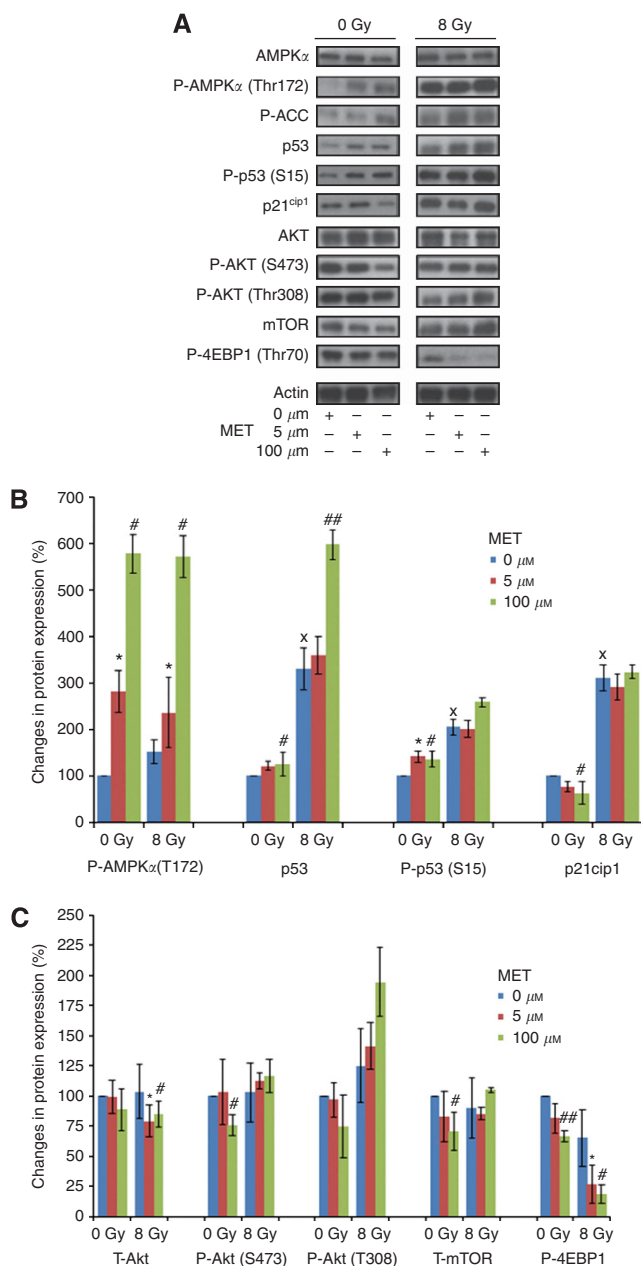 A
0 Gy 8 Gy
AMPKα
P-AMPKα (Thr172)
P-ACC
p53
P-p53 (S15)
p21cip1
AKT
P-AKT (S473)
P-AKT (Thr308)
mTOR
P-4EBP1 (Thr70)
Actin
0 μm + – – + – –
MET 5 μm – + – – + –
100 μm – – + – – +
B
Changes in protein expression (%)
700
600
500
400
300
200
100
0
* # * # # x ## * # x # x
MET
0 μM
5 μM
100 μM
0 Gy 8 Gy 0 Gy 8 Gy 0 Gy 8 Gy 0 Gy 8 Gy
P-AMPKα(T172) p53 P-p53 (S15) p21cip1
C
Changes in protein expression (%)
250
225
200
175
150
125
100
75
50
25
0
* # # # ## * #
MET
0 μM
5 μM
100 μM
0 Gy 8 Gy 0 Gy 8 Gy 0 Gy 8 Gy 0 Gy 8 Gy 0 Gy 8 Gy
T-Akt P-Akt (S473) P-Akt (T308) T-mTOR P-4EBP1